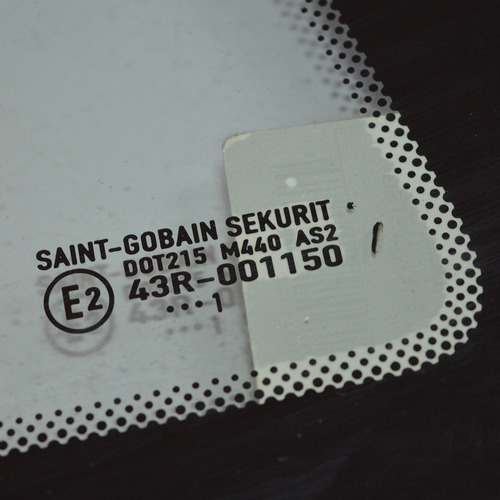 SAINT-GOBAIN SEKURIT
DOT215 M440 AS2
E2 43R-001150
•••1